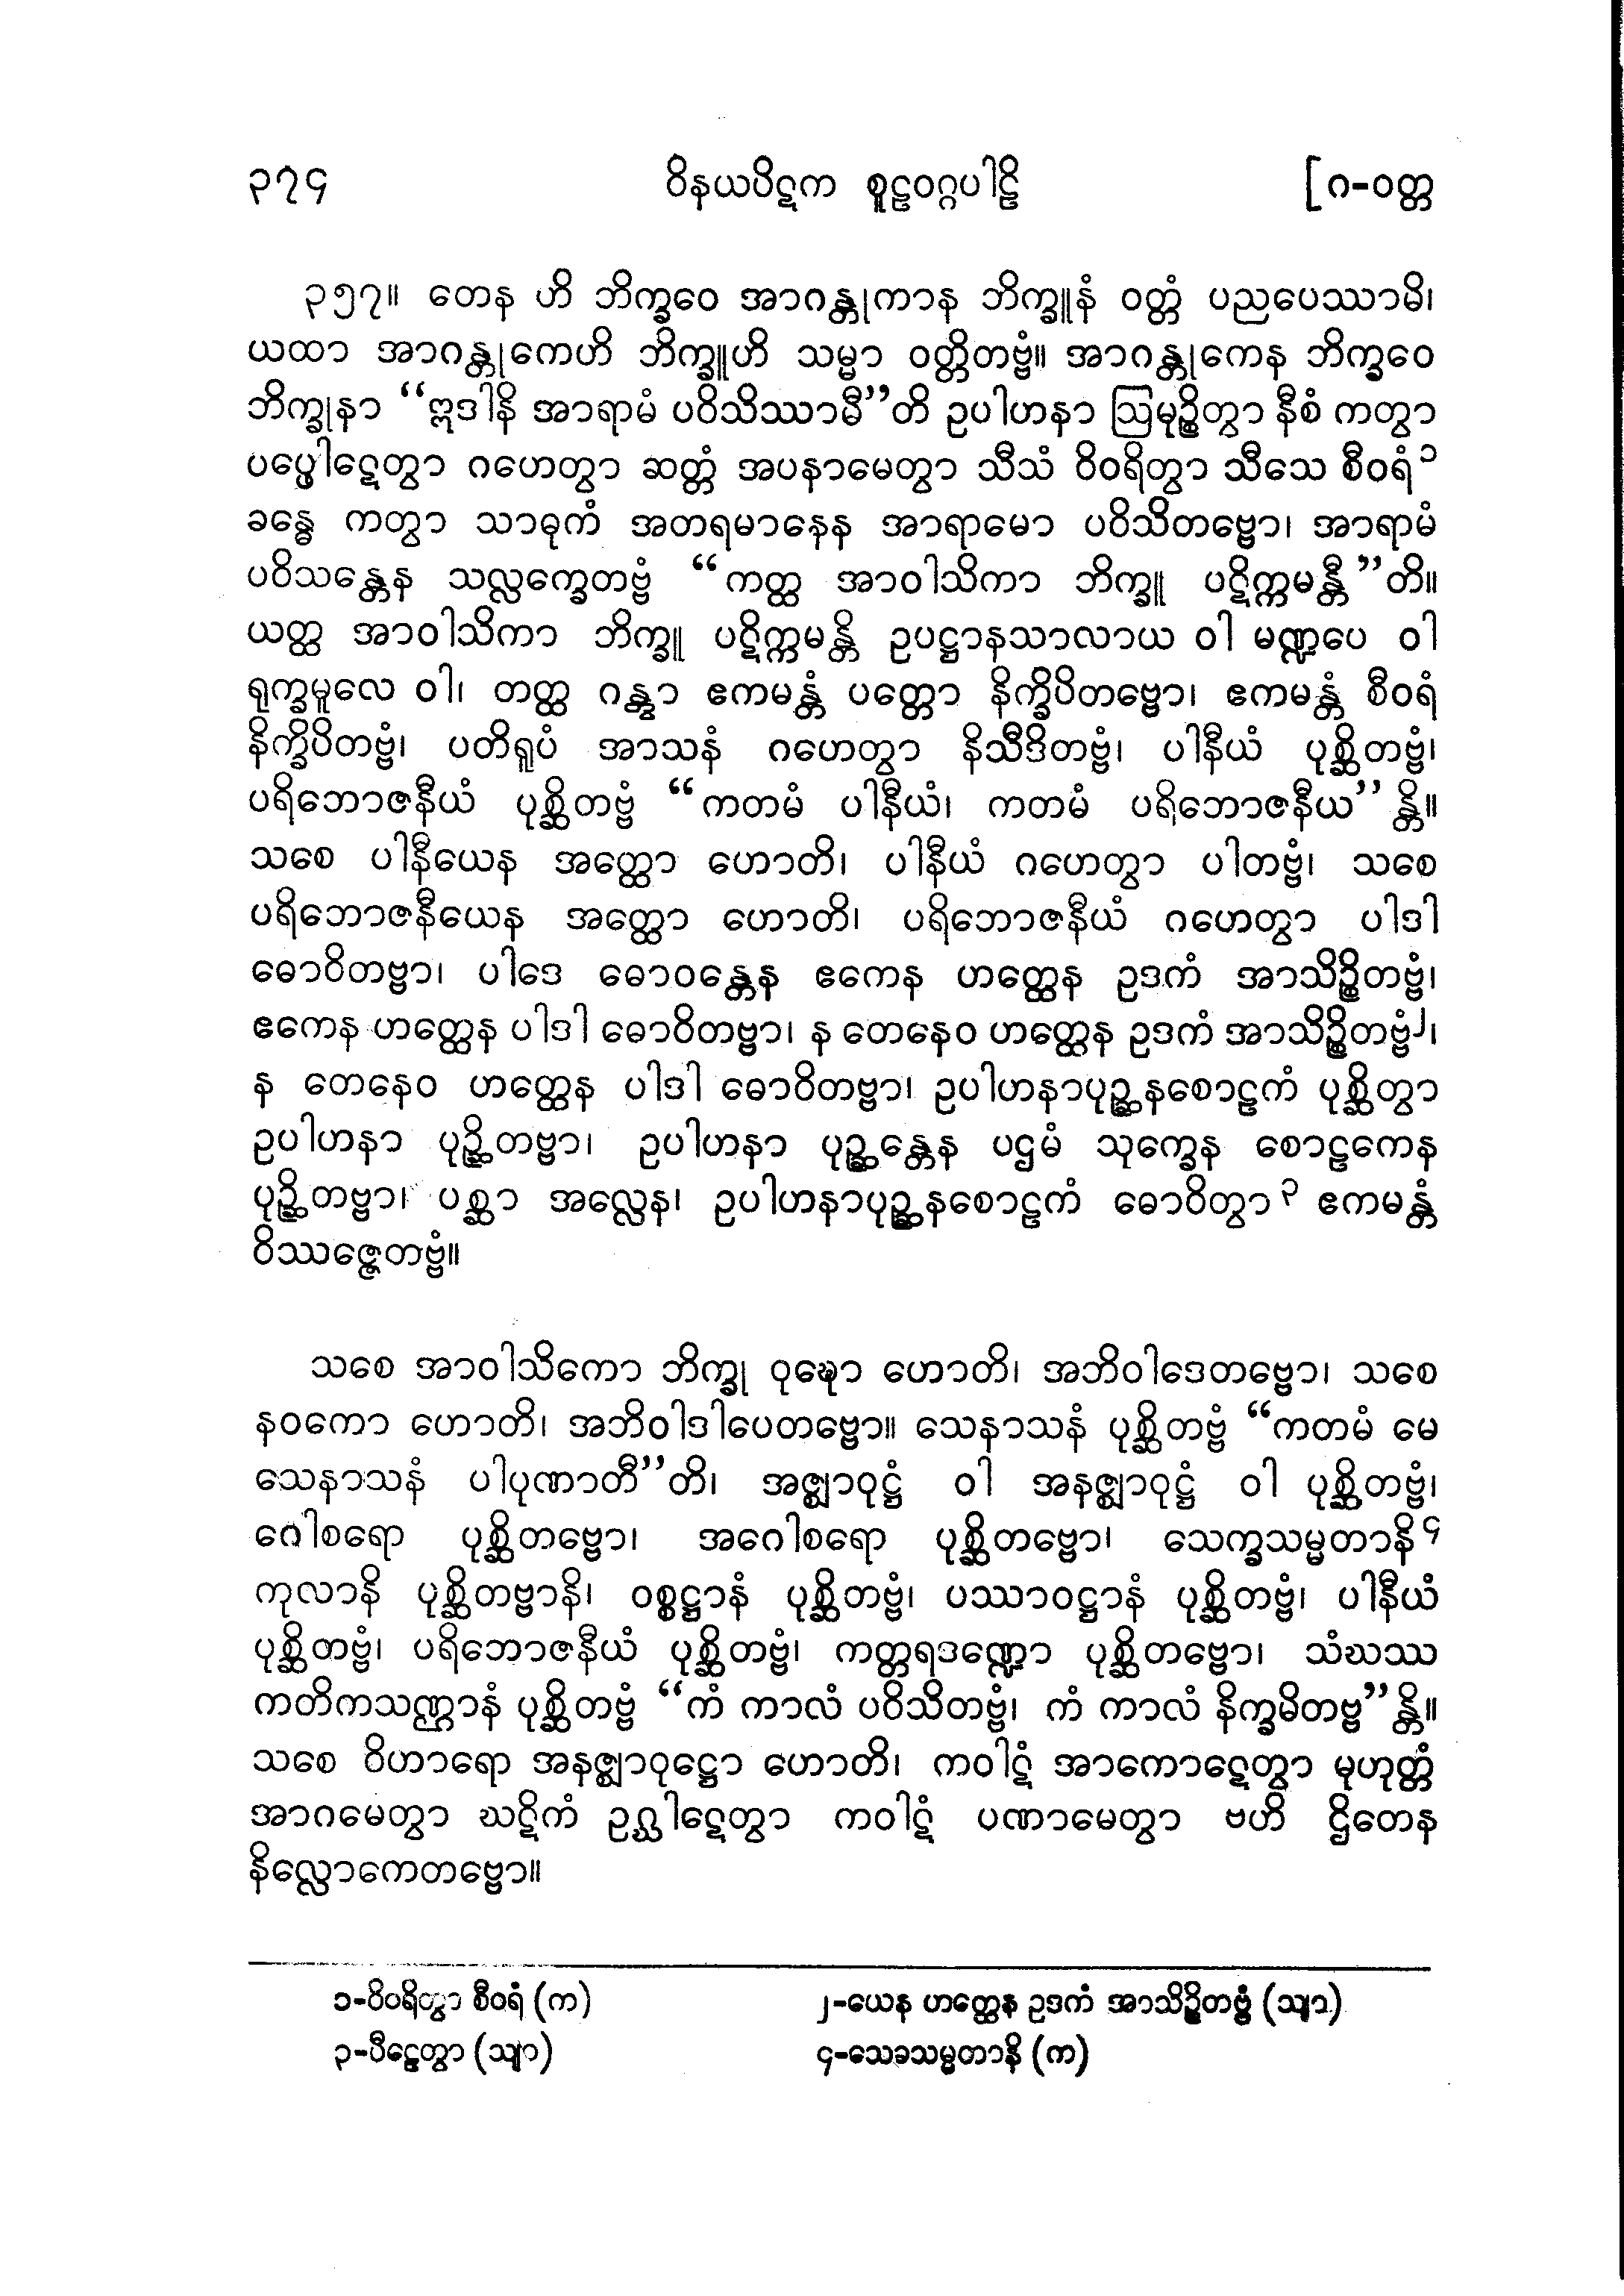 ၃၇၄ ဝိနယပိဋက စူဠဝဂ္ဂပါဠိ [ဂ-ဝတ္တ
၃၅၇။ တေန ဟိ ဘိက္ခဝေ အာဂန္တုကာန ဘိက္ခူနံ ဝတ္တံ ပညပေဿာမိ၊
ယထာ အာဂန္တုကေဟိ ဘိက္ခူဟိ သမ္မာ ဝတ္တိတဗ္ဗံ။ အာဂန္တုကေန ဘိက္ခဝေ
ဘိက္ခုနာ “ဣဒါနိ အာရာမံ ပဝိသိဿာမီ”တိ ဥပါဟနာ ဩမုဉ္စိတွာ နီစံ ကတွာ
ပပ္ဖေါဋေတွာ ဂဟေတွာ ဆတ္တံ အပနာမေတွာ သီသံ ဝိဝရိတွာ သီသေ စီဝရံ ၁
ခန္ဓေ ကတွာ သာဓုကံ အတရမာနေန အာရာမော ပဝိသိတဗ္ဗော၊ အာရာမံ
ပဝိသန္တေန သလ္လက္ခေတဗ္ဗံ “ကတ္ထ အာဝါသိကာ ဘိက္ခူ ပဋိက္ကမန္တီ”တိ။
ယတ္ထ အာဝါသိကာ ဘိက္ခူ ပဋိက္ကမန္တိ ဥပဋ္ဌာနသာလာယ ဝါ မဏ္ဍပေ ဝါ
ရုက္ခမူလေ ဝါ၊ တတ္ထ ဂန္တွာ ဧကမန္တံ ပတ္တော နိက္ခိပိတဗ္ဗော၊ ဧကမန္တံ စီဝရံ
နိက္ခိပိတဗ္ဗံ၊ ပတိရူပံ အာသနံ ဂဟေတွာ နိသီဒိတဗ္ဗံ၊ ပါနီယံ ပုစ္ဆိတဗ္ဗံ၊
ပရိဘောဇနီယံ ပုစ္ဆိတဗ္ဗံ “ကတမံ ပါနီယံ၊ ကတမံ ပရိဘောဇနီယ”န္တိ။
သစေ ပါနီယေန အတ္ထော ဟောတိ၊ ပါနီယံ ဂဟေတွာ ပါတဗ္ဗံ၊ သစေ
ပရိဘောဇနီယေန အတ္ထော ဟောတိ၊ ပရိဘောဇနီယံ ဂဟေတွာ ပါဒါ
ဓောဝိတဗ္ဗာ၊ ပါဒေ ဓောဝန္တေန ဧကေန ဟတ္ထေန ဥဒကံ အာသိဉ္စိတဗ္ဗံ၊
ဧကေန ဟတ္ထေန ပါဒါ ဓောဝိတဗ္ဗာ၊ န တေနေဝ ဟတ္ထေန ဥဒကံ အာသိဉ္စိတဗ္ဗံ၂၊
န တေနေဝ ဟတ္ထေန ပါဒါ ဓောဝိတဗ္ဗာ၊ ဥပါဟနာပုဉ္ဆနစောဠကံ ပုစ္ဆိတွာ
ဥပါဟနာ ပုဉ္ဆိတဗ္ဗာ၊ ဥပါဟနာ ပုဉ္ဆန္တေန ပဌမံ သုက္ခေန စောဠကေန
ပုဉ္ဆိတဗ္ဗာ၊ ပစ္ဆာ အလ္လေန၊ ဥပါဟနာပုဉ္ဆနစောဠကံ ဓောဝိတွာ ၃ ဧကမန္တံ
ဝိဿဇ္ဇေတဗ္ဗံ။
သစေ အာဝါသိကော ဘိက္ခု ဝုဍ္ဎော ဟောတိ၊ အဘိဝါဒေတဗ္ဗော၊ သစေ
နဝကော ဟောတိ၊ အဘိဝါဒါပေတဗ္ဗော။ သေနာသနံ ပုစ္ဆိတဗ္ဗံ “ကတမံ မေ
သေနာသနံ ပါပုဏာတီ”တိ၊ အဇ္ဈာဝုဋ္ဌံ ဝါ အနဇ္ဈာဝုဋ္ဌံ ဝါ ပုစ္ဆိတဗ္ဗံ၊
ဂေါစရော ပုစ္ဆိတဗ္ဗော၊ အဂေါစရော ပုစ္ဆိတဗ္ဗော၊ သေက္ခသမ္မတာနိ ၄
ကုလာနိ ပုစ္ဆိတဗ္ဗာနိ၊ ဝစ္စဋ္ဌာနံ ပုစ္ဆိတဗ္ဗံ၊ ပဿာဝဋ္ဌာနံ ပုစ္ဆိတဗ္ဗံ၊ ပါနီယံ
ပုစ္ဆိတဗ္ဗံ၊ ပရိဘောဇနီယံ ပုစ္ဆိတဗ္ဗံ၊ ကတ္တရဒဏ္ဍော ပုစ္ဆိတဗ္ဗော၊ သံဃဿ
ကတိကသဏ္ဌာနံ ပုစ္ဆိတဗ္ဗံ “ကံ ကာလံ ပဝိသိတဗ္ဗံ၊ ကံ ကာလံ နိက္ခမိတဗ္ဗ”န္တိ။
သစေ ဝိဟာရော အနဇ္ဈာဝုဋ္ဌော ဟောတိ၊ ကဝါဋံ အာကောဋေတွာ မုဟုတ္တံ
အာဂမေတွာ ဃဋိကံ ဥဂ္ဃါဋေတွာ ကဝါဋံ ပဏာမေတွာ ဗဟိ ဌိတေန
နိလ္လောကေတဗ္ဗော။
၁-ဝိဝရိတွာ စီဝရံ (က) ၂-ယေန ဟတ္ထေန ဥဒကံ အာသိဉ္စိတဗ္ဗံ (သျာ)
၃-ပီဠေတွာ (သျာ) ၄-သေခသမ္မတာနိ (က)